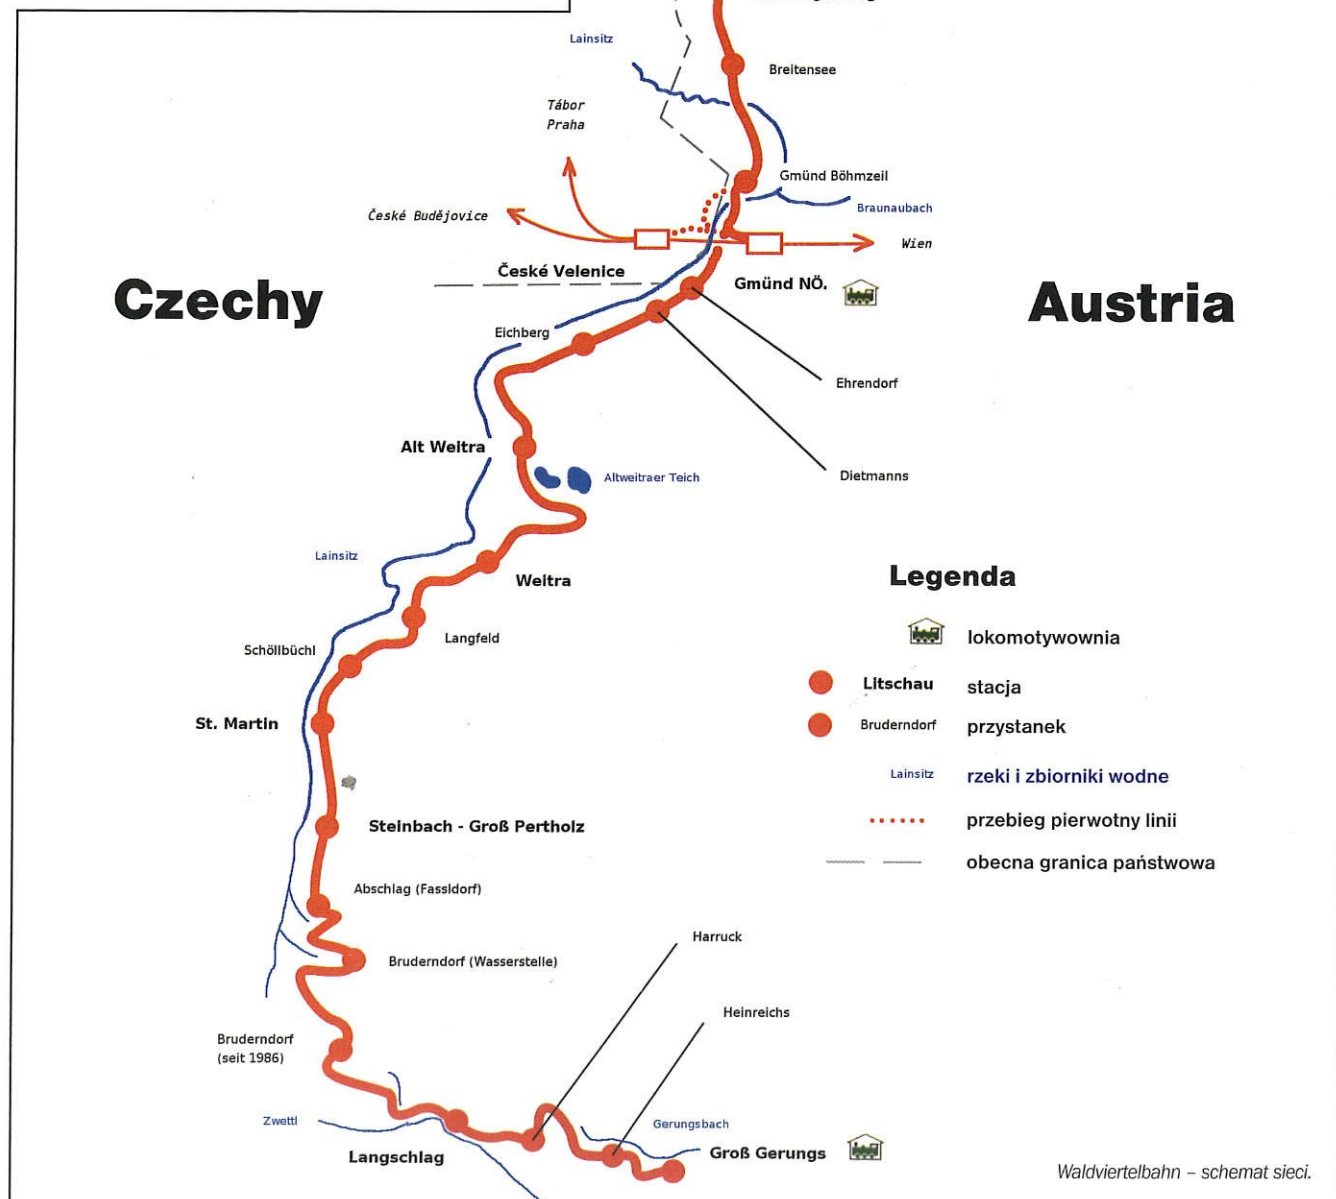 Lainsitz
Breitensee
Tábor
Praha
Gmünd Böhmzeil
Braunaubach
České Budějovice
Wien
České Velenice
Gmünd NÖ.
Czechy
Austria
Eichberg
Ehrendorf
Alt Weitra
Dietmanns
Altweitraer Teich
Lainsitz
Weitra
Legenda
Langfeld
lokomotywownia
Schöllbüchl
Litschau stacja
St. Martin
Bruderndorf przystanek
Lainsitz rzeki i zbiorniki wodne
Steinbach - Groß Pertholz
przebieg pierwotny linii
obecna granica państwowa
Abschlag (Fassldorf)
Harruck
Bruderndorf (Wasserstelle)
Heinreichs
Bruderndorf
(seit 1986)
Zwettl
Gerungsbach
Langschlag
Groß Gerungs
Waldviertelbahn – schemat sieci.